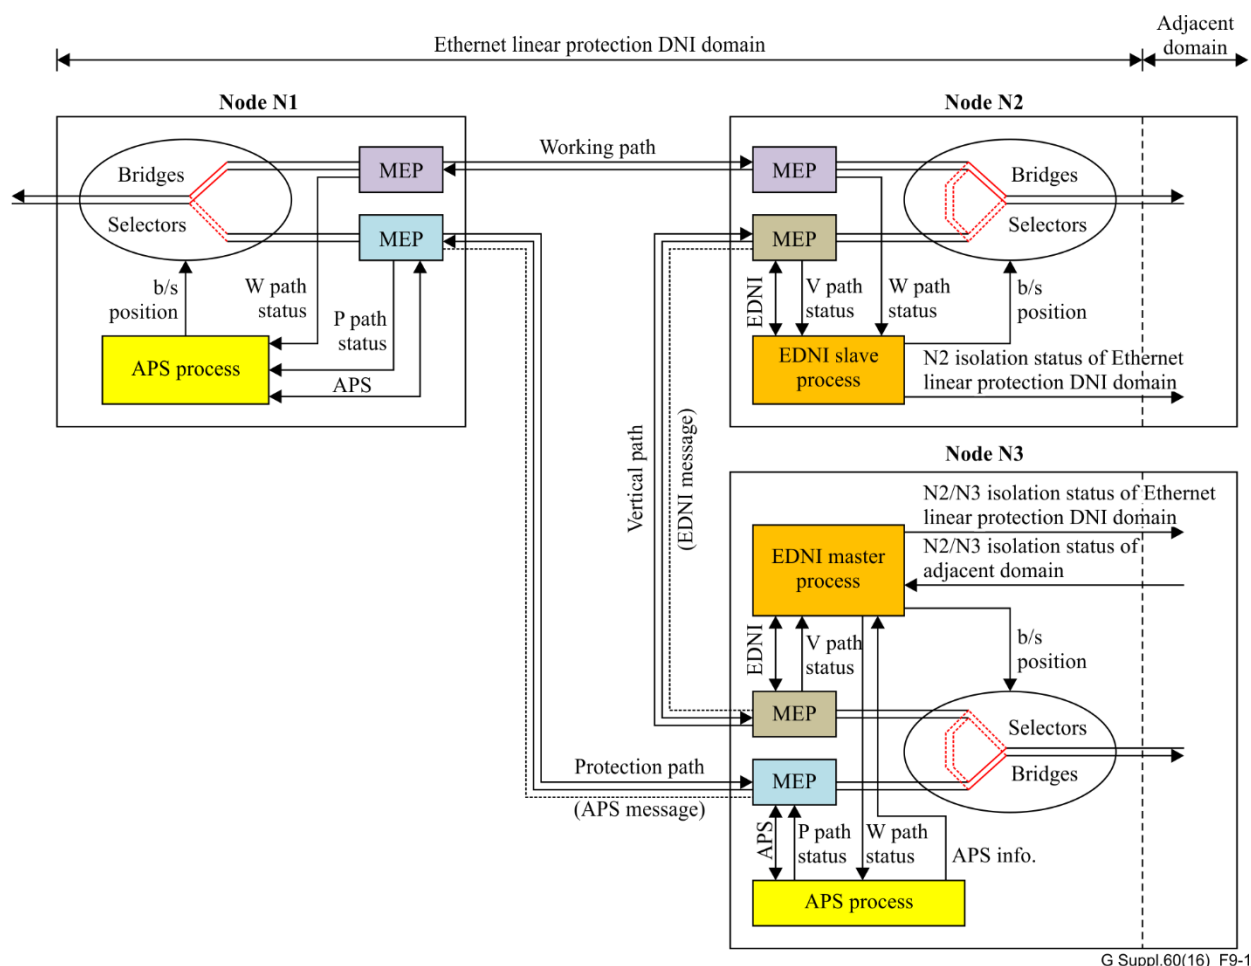 Ethernet linear protection DNI domain
Adjacent
domain
Node N1
Bridges
Selectors
MEP
MEP
b/s
position
W path
status
P path
status
APS process
APS
Working path
Node N2
MEP
MEP
Bridges
Selectors
EDNI
V path
status
W path
status
b/s
position
EDNI slave
process
N2 isolation status of Ethernet
linear protection DNI domain
Vertical path
(EDNI message)
Node N3
N2/N3 isolation status of Ethernet
linear protection DNI domain
EDNI master
process
N2/N3 isolation status of
adjacent domain
EDNI
V path
status
b/s
position
MEP
Selectors
Bridges
Protection path
(APS message)
MEP
APS
P path
status
W path
status
APS info.
APS process
G Suppl.60(16)_F9-1